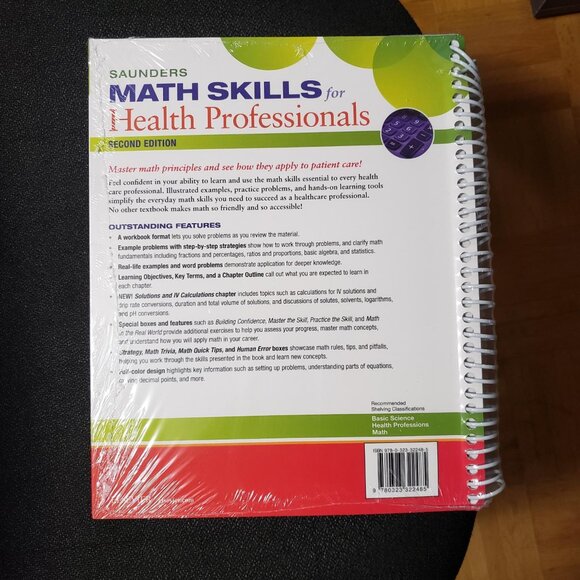 SAUNDERS
MATH SKILLS for
Health Professionals
SECOND EDITION
Master math principles and see how they apply to patient care!
Feel confident in your ability to learn and use the math skills essential to every health
care professional. Illustrated examples, practice problems, and hands-on learning tools
simplify the everyday math skills you need to succeed as a healthcare professional.
No other textbook makes math so friendly and so accessible!
OUTSTANDING FEATURES
• A workbook format lets you solve problems as you review the material.
• Example problems with step-by-step strategies show how to work through problems, and clarify math
fundamentals including fractions and percentages, ratios and proportions, basic algebra, and statistics.
• Real-life examples and word problems demonstrate application for deeper knowledge.
• Learning Objectives, Key Terms, and a Chapter Outline call out what you are expected to learn in
each chapter.
• NEW! Solutions and IV Calculations chapter includes topics such as calculations for IV solutions and
drip rate conversions, duration and total volume of solutions, and discussions of solutes, solvents, logarithms,
and pH conversions.
• Special boxes and features such as Building Confidence, Master the Skill, Practice the Skill, and Math
in the Real World provide additional exercises to help you assess your progress, master math concepts,
and understand how you will apply math in your career.
• Strategy, Math Trivia, Math Quick Tips, and Human Error boxes showcase math rules, tips, and pitfalls,
helping you work through the skills presented in the book and learn new concepts.
• Full-color design highlights key information such as setting up problems, understanding parts of equations,
carrying decimal points, and more.
Recommended
Shelving Classifications
Basic Science
Health Professions
Math
ISBN 978-0-323-32248-5
9 780323 322485